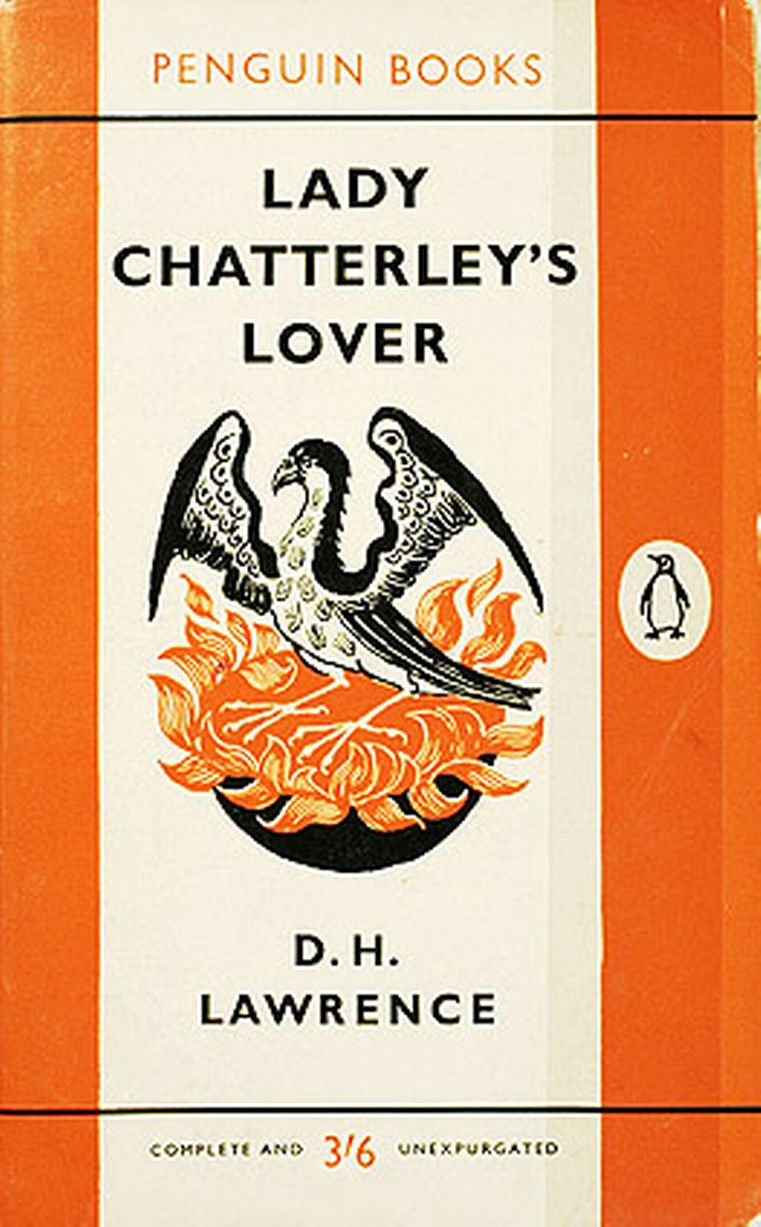 PENGUIN BOOKS
LADY
CHATTERLEY'S
LOVER
D. H.
LAWRENCE
COMPLETE AND 3'6 UNEXPURGATED